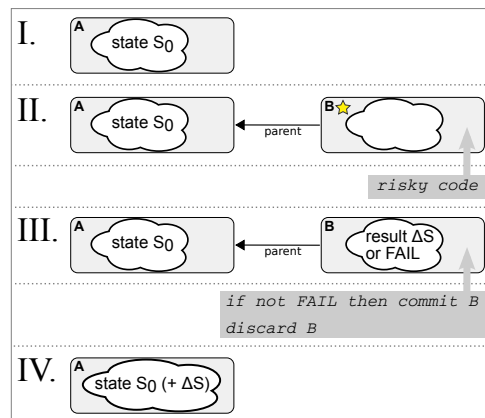 I.
A
state S0
II.
A
state S0
parent
B
risky code
III.
A
state S0
parent
B
result ΔS
or FAIL
if not FAIL then commit B
discard B
IV.
A
state S0 (+ ΔS)